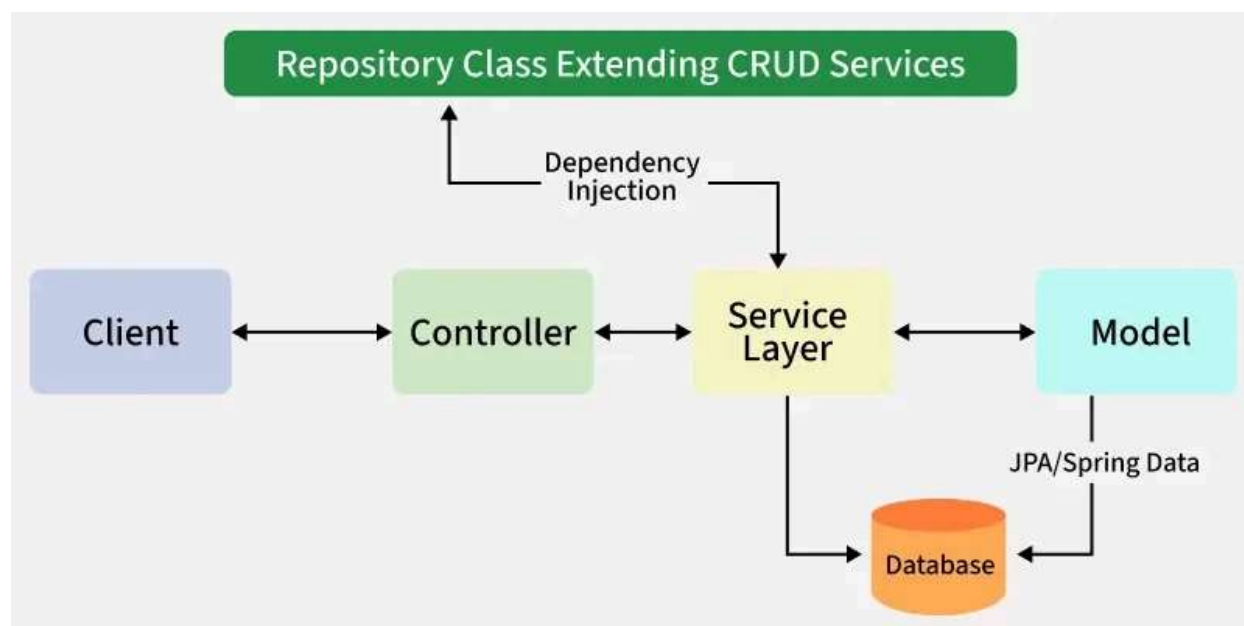 Repository Class Extending CRUD Services
Dependency
Injection
Client
Controller
Service
Layer
Model
JPA/Spring Data
Database